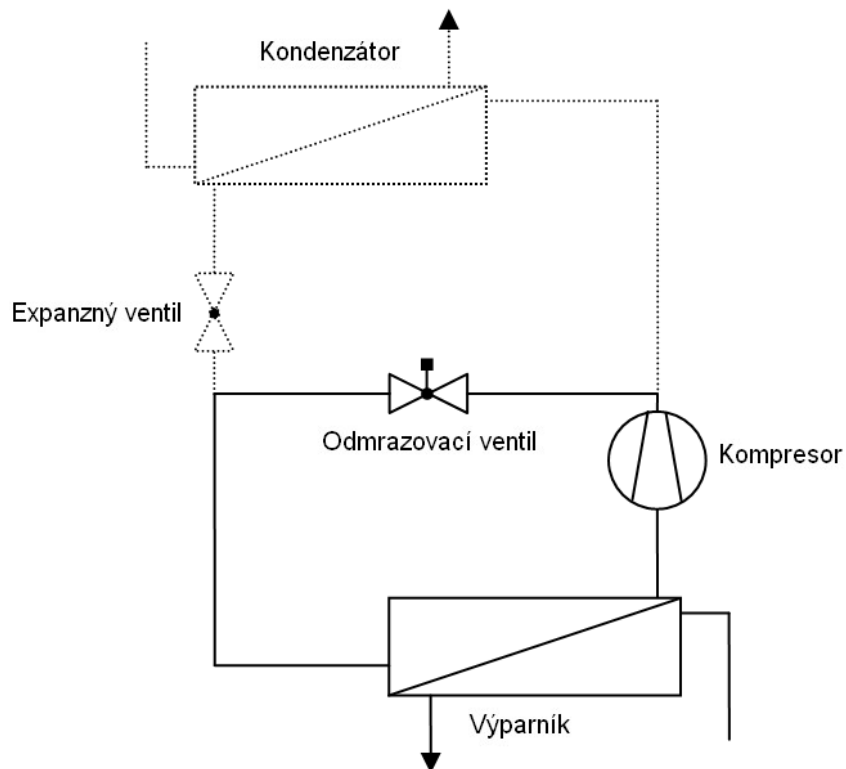 Kondenzátor
Expanzný ventil
Odmrazovací ventil
Kompresor
Výparník